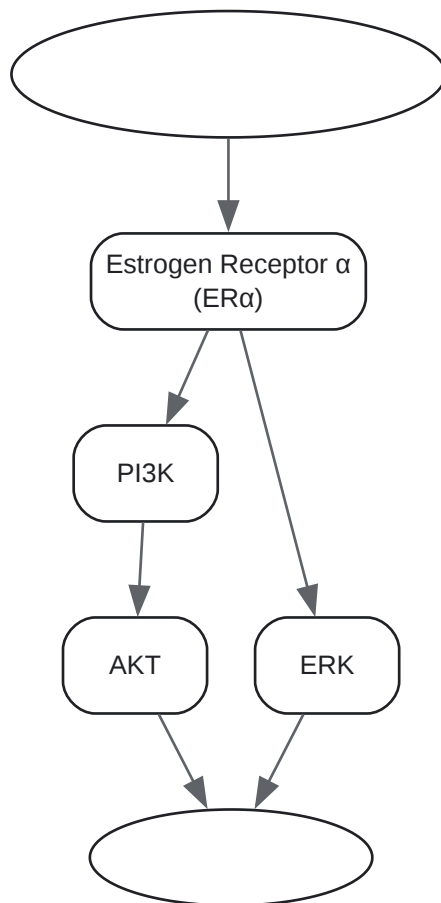 Estrogen Receptor α
(ERα)
PI3K
AKT
ERK